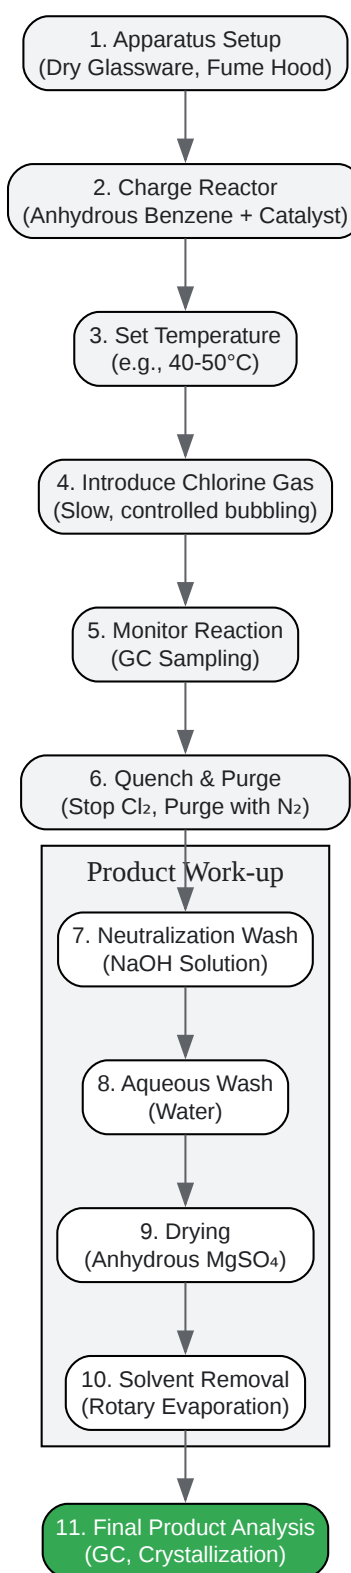 1. Apparatus Setup
(Dry Glassware, Fume Hood)
2. Charge Reactor
(Anhydrous Benzene + Catalyst)
3. Set Temperature
(e.g., 40-50°C)
4. Introduce Chlorine Gas
(Slow, controlled bubbling)
5. Monitor Reaction
(GC Sampling)
6. Quench & Purge
(Stop Cl₂, Purge with N₂)
Product Work-up
7. Neutralization Wash
(NaOH Solution)
8. Aqueous Wash
(Water)
9. Drying
(Anhydrous MgSO₄)
10. Solvent Removal
(Rotary Evaporation)
11. Final Product Analysis
(GC, Crystallization)